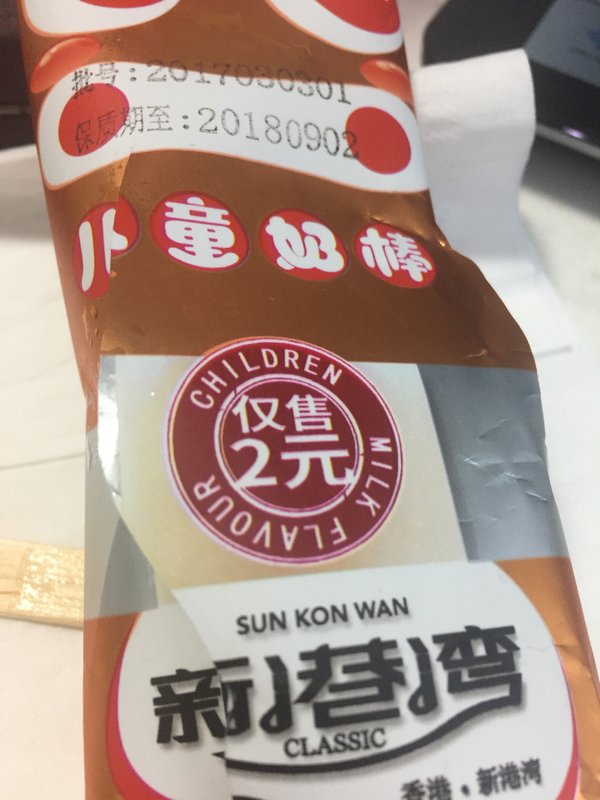 批号:2017030301
保质期至:20180902
儿童奶棒
CHILDREN
仅售
2元
MILK FLAVOUR
SUN KON WAN
新港湾
CLASSIC
香港·新港湾